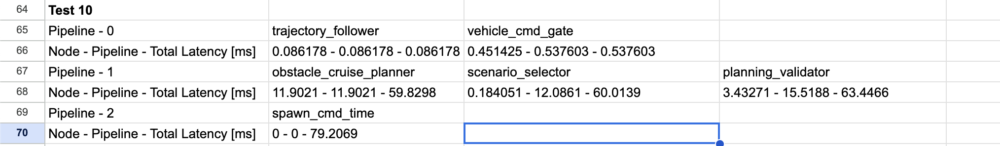 64 Test 10
65 Pipeline - 0 trajectory_follower vehicle_cmd_gate
66 Node - Pipeline - Total Latency [ms] 0.086178 - 0.086178 - 0.086178 0.451425 - 0.537603 - 0.537603
67 Pipeline - 1 obstacle_cruise_planner scenario_selector planning_validator
68 Node - Pipeline - Total Latency [ms] 11.9021 - 11.9021 - 59.8298 0.184051 - 12.0861 - 60.0139 3.43271 - 15.5188 - 63.4466
69 Pipeline - 2 spawn_cmd_time
70 Node - Pipeline - Total Latency [ms] 0 - 0 - 79.2069